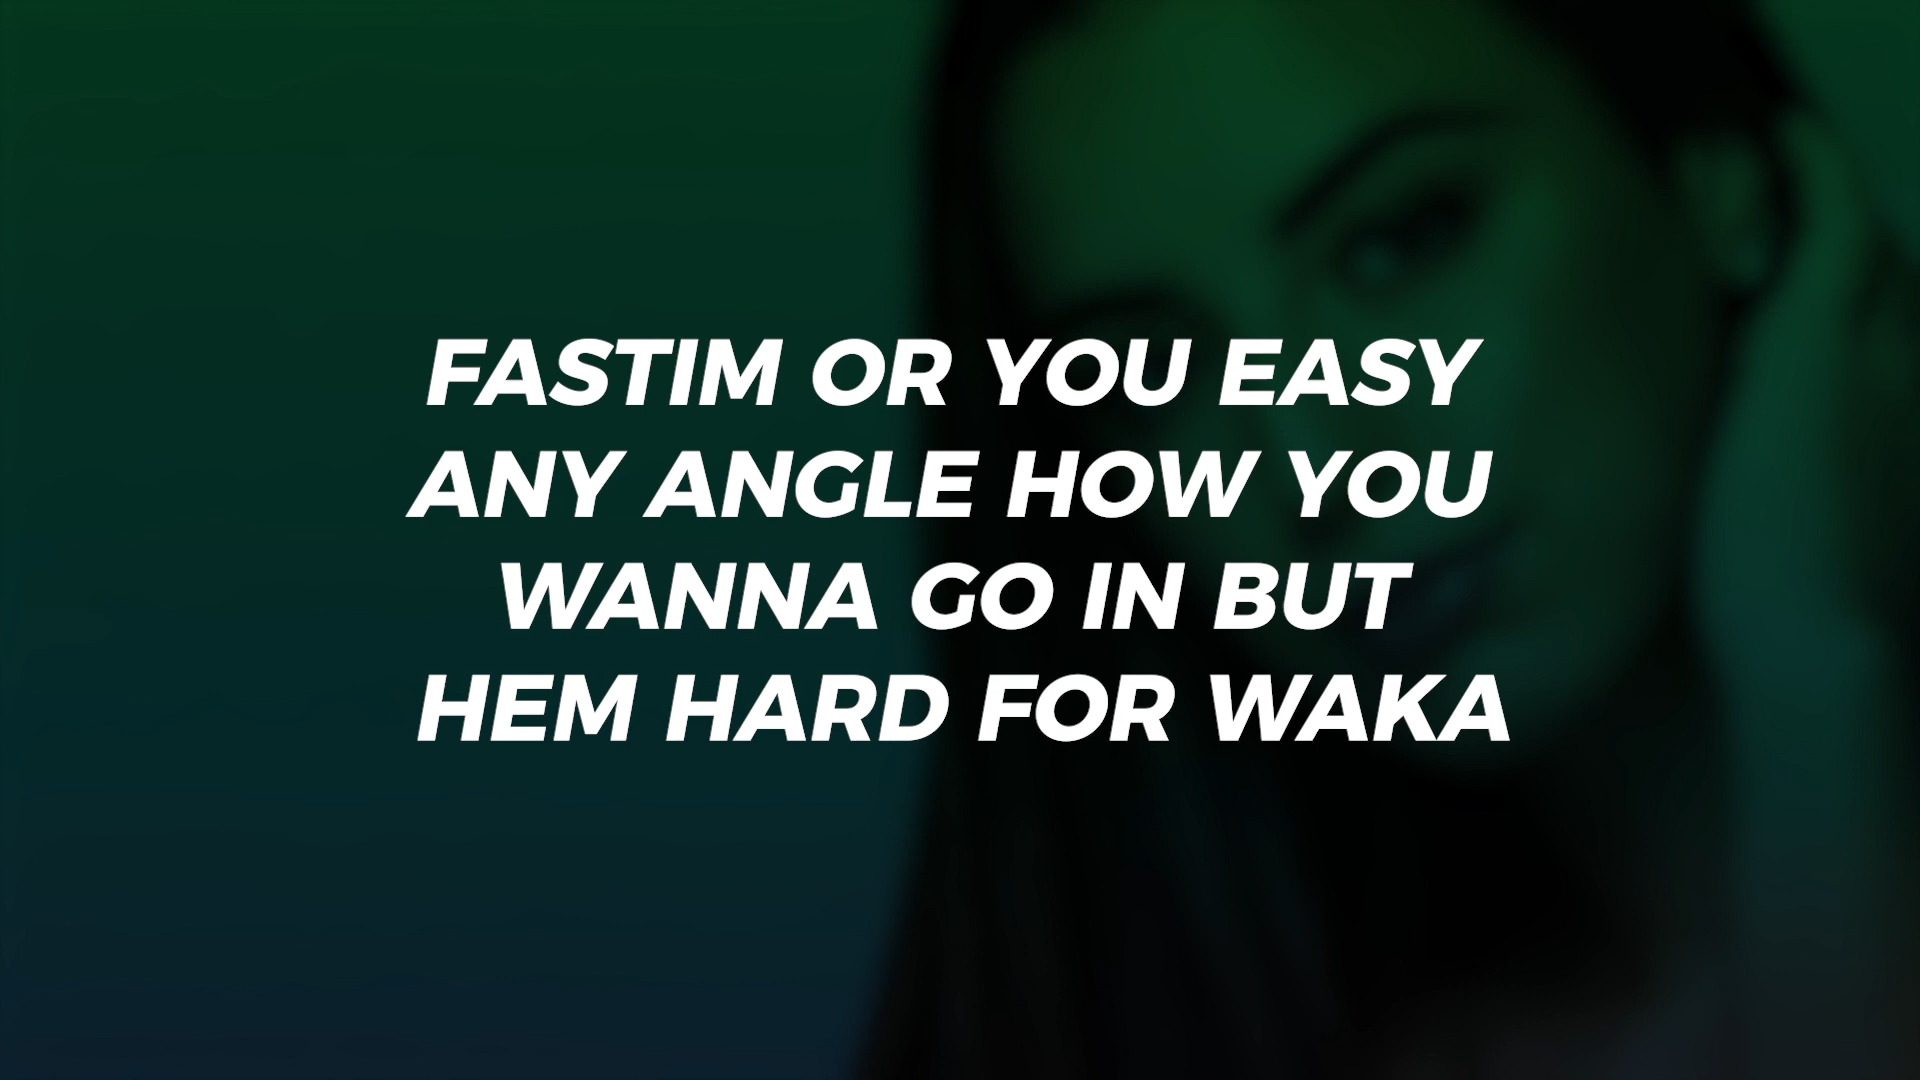 FASTIM OR YOU EASY
ANY ANGLE HOW YOU
WANNA GO IN BUT
HEM HARD FOR WAKA